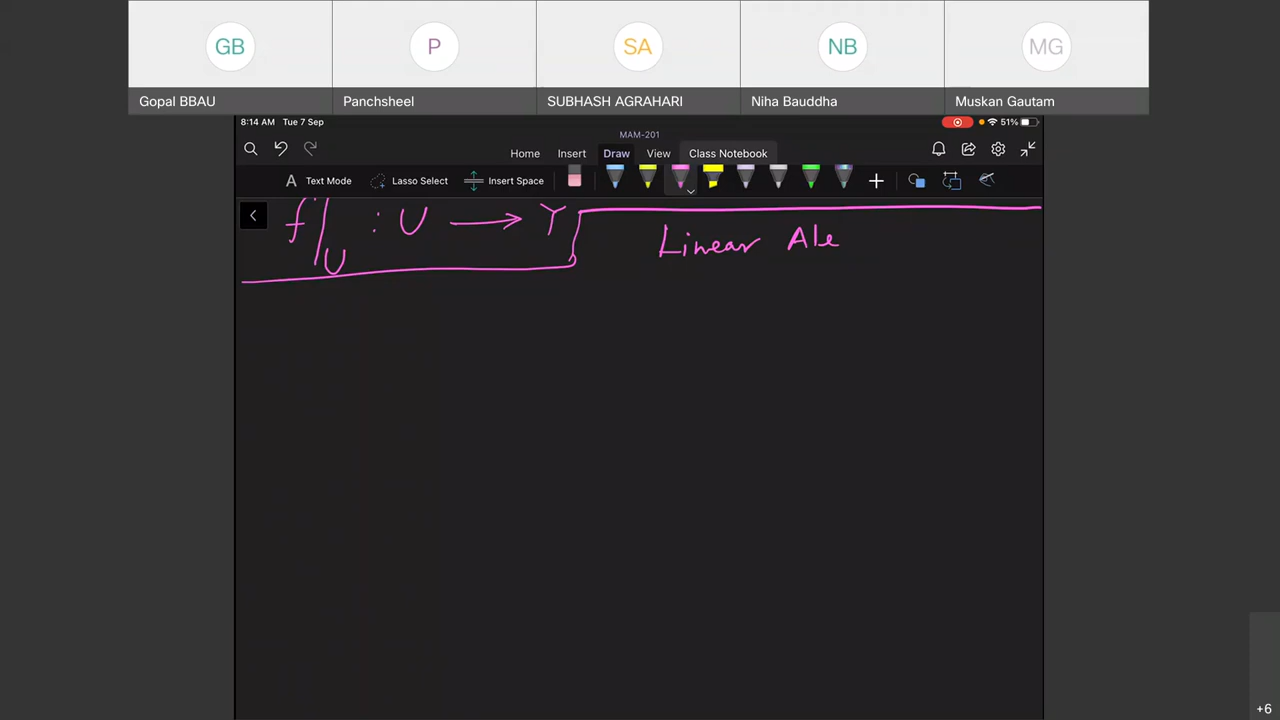 GB
P
SA
NB
MG
Gopal BBAU
Panchsheel
SUBHASH AGRAHARI
Niha Bauddha
Muskan Gautam
8:14 AM Tue 7 Sep
51%
MAM-201
Home Insert Draw View Class Notebook
A Text Mode Lasso Select Insert Space
f|U : U → Y
Linear Ale
+6